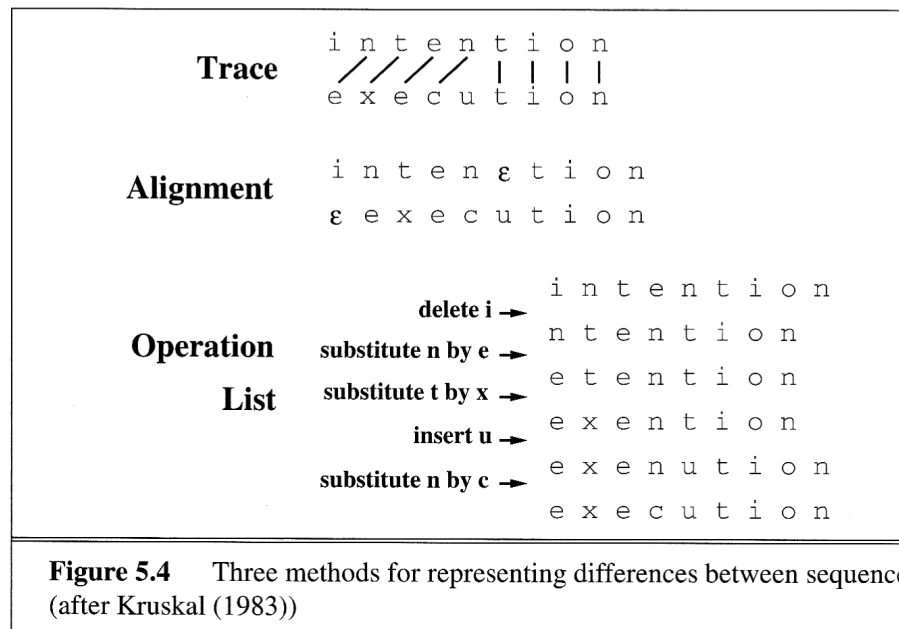 i n t e n t i o n
Trace
e x e c u t i o n
i n t e n ε t i o n
Alignment
ε e x e c u t i o n
i n t e n t i o n
delete i →
n t e n t i o n
Operation
substitute n by e →
e t e n t i o n
List
substitute t by x →
e x e n t i o n
insert u →
e x e n u t i o n
substitute n by c →
e x e c u t i o n
Figure 5.4 Three methods for representing differences between sequence
(after Kruskal (1983))